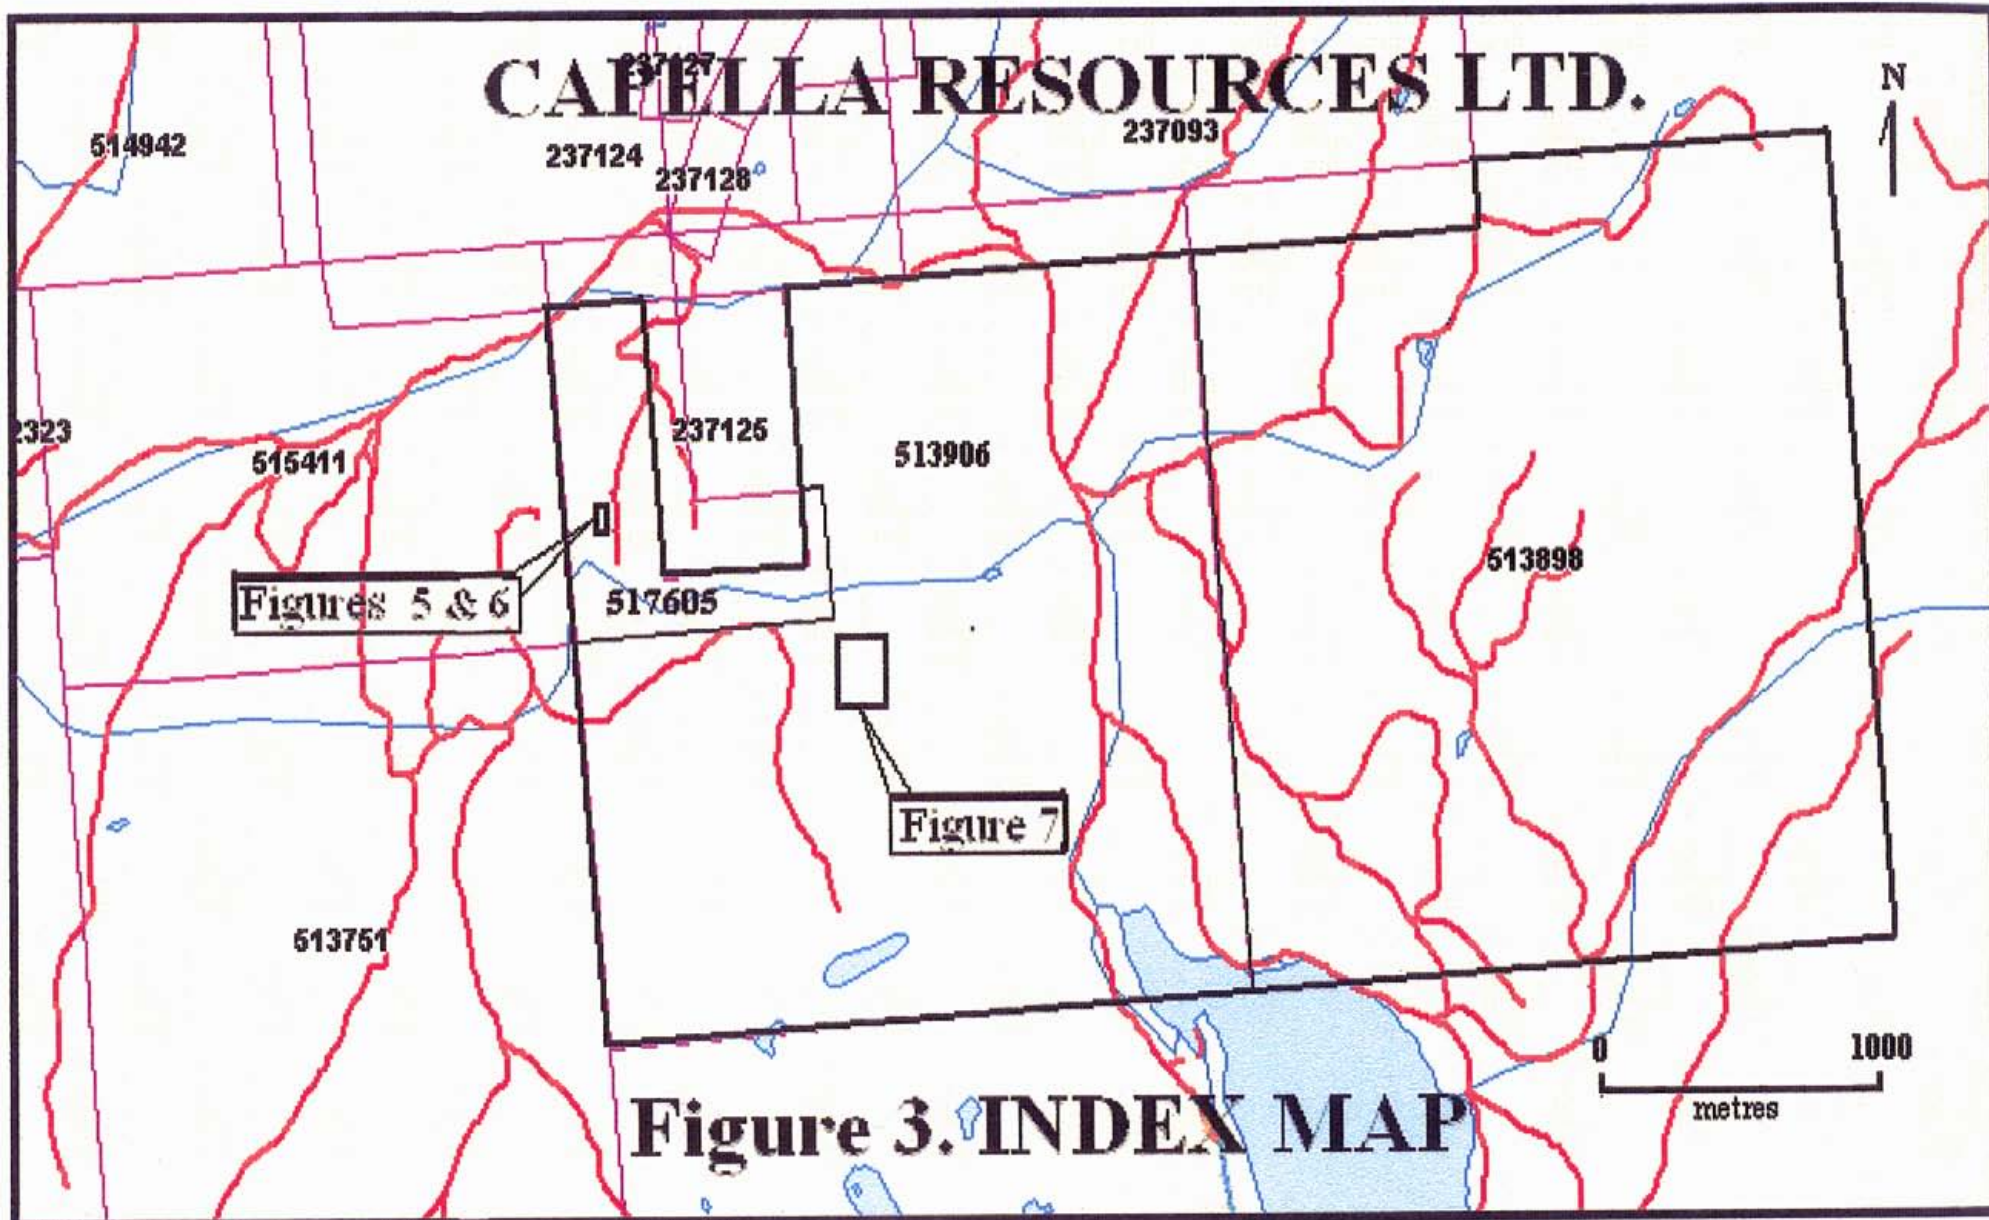 237127
CAPELLA RESOURCES LTD.
N
237093
514942
237124
237128
2323
237125
515411
513906
513898
Figures 5 & 6
517605
Figure 7
513751
0 1000
metres
Figure 3. INDEX MAP